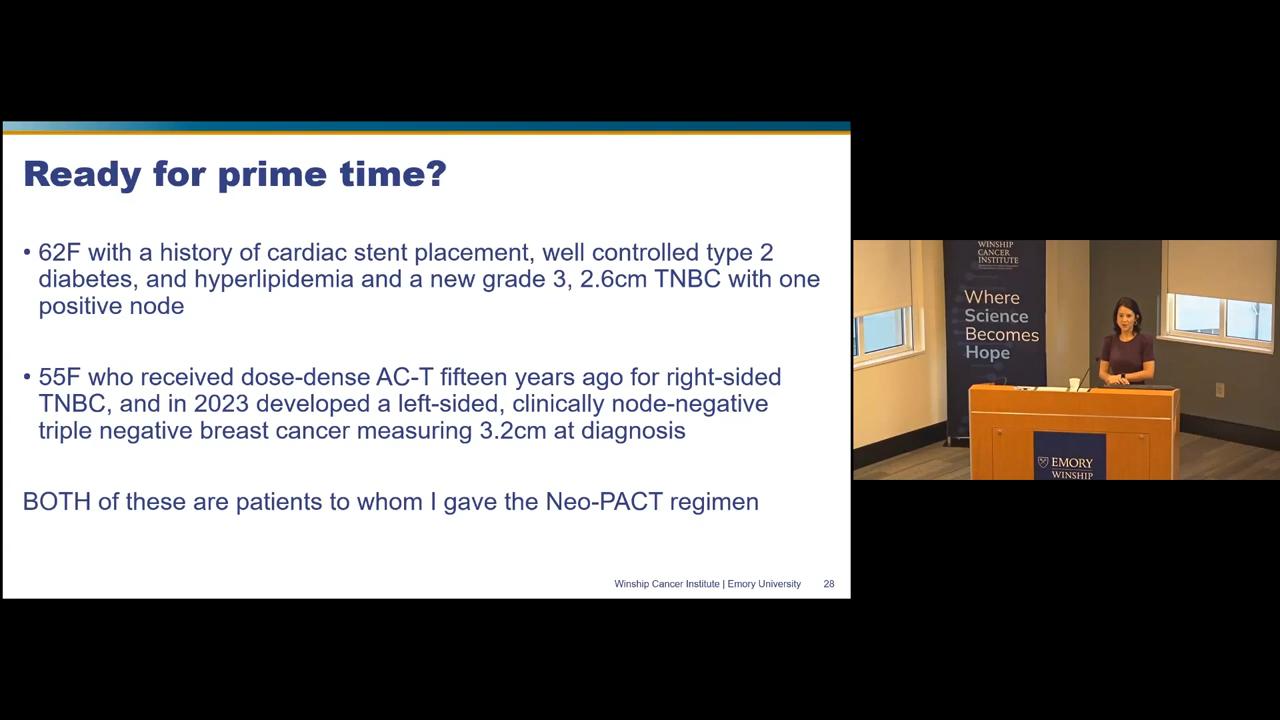 Ready for prime time?
• 62F with a history of cardiac stent placement, well controlled type 2
diabetes, and hyperlipidemia and a new grade 3, 2.6cm TNBC with one
positive node
• 55F who received dose-dense AC-T fifteen years ago for right-sided
TNBC, and in 2023 developed a left-sided, clinically node-negative
triple negative breast cancer measuring 3.2cm at diagnosis
BOTH of these are patients to whom I gave the Neo-PACT regimen
Winship Cancer Institute | Emory University 28
WINSHIP
CANCER
INSTITUTE
Where
Science
Becomes
Hope
EMORY
WINSHIP